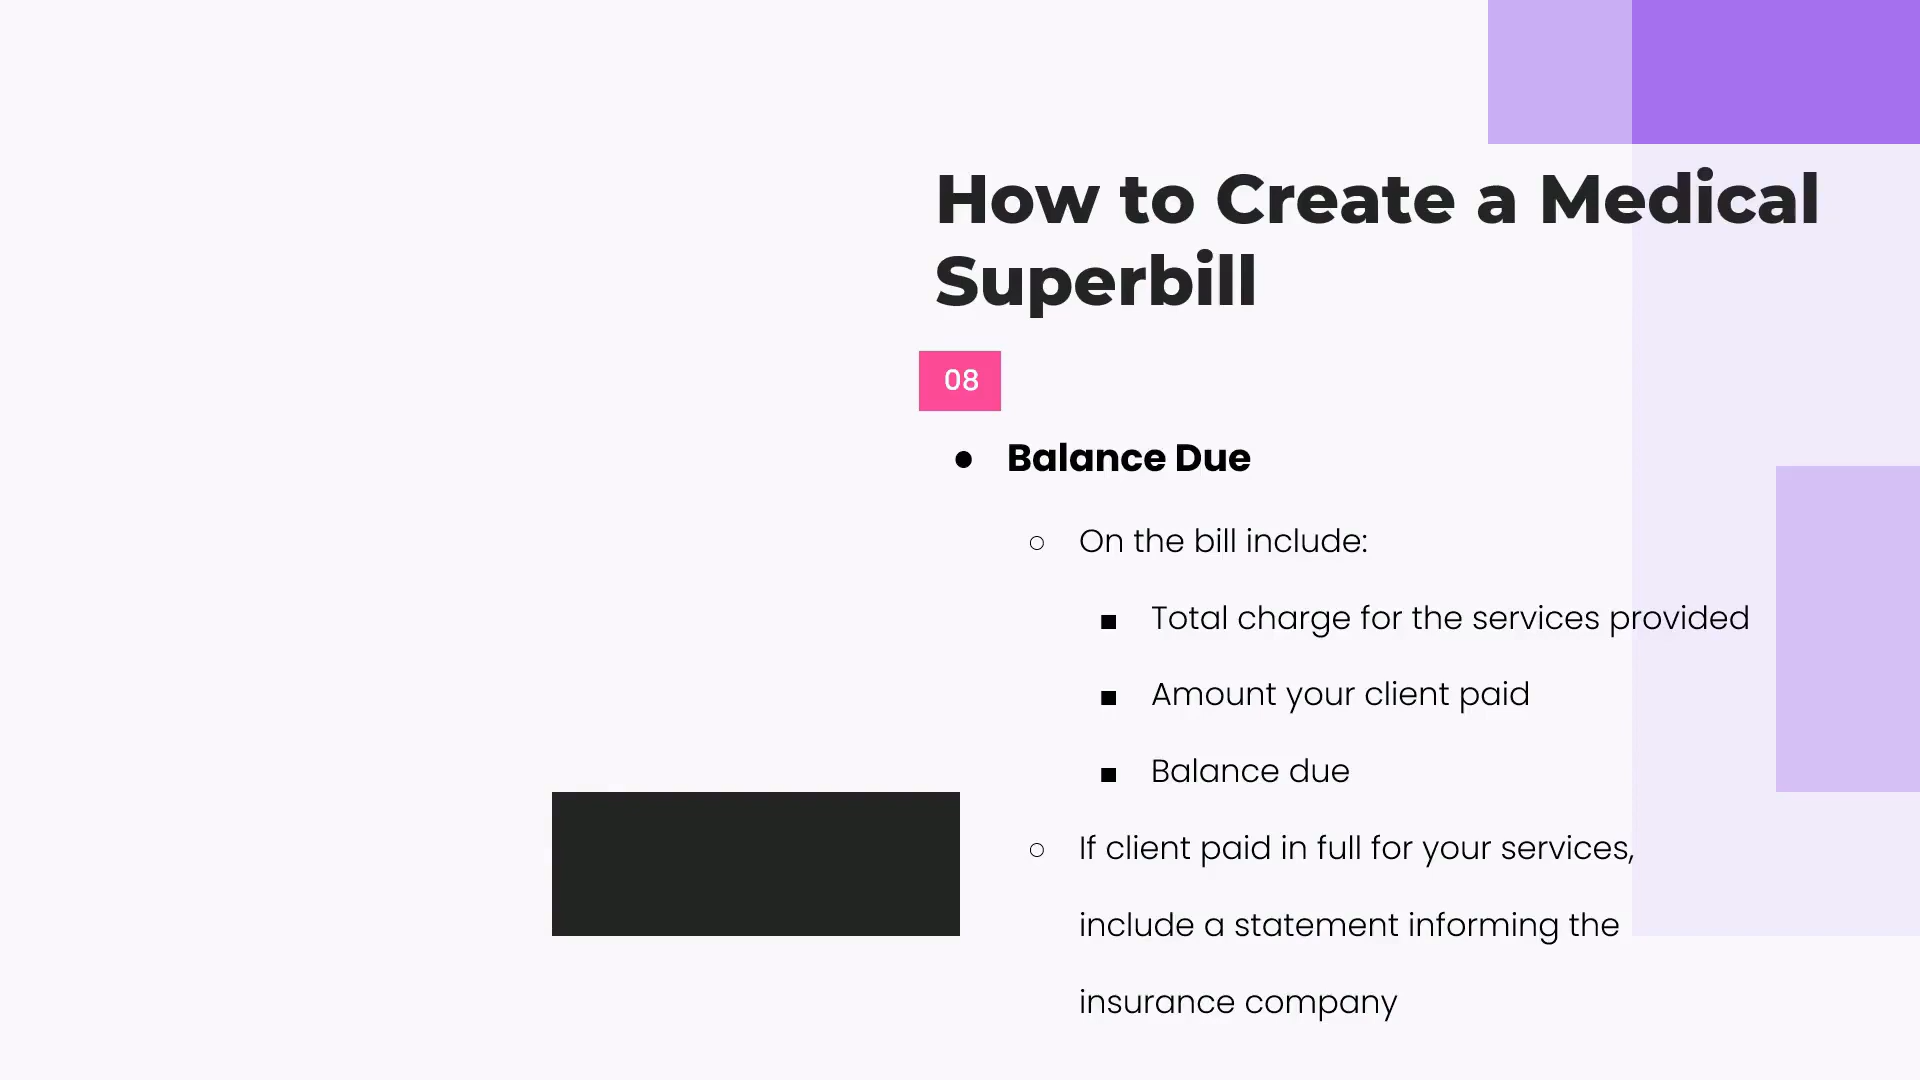 How to Create a Medical
Superbill
08
● Balance Due
○ On the bill include:
■ Total charge for the services provided
■ Amount your client paid
■ Balance due
○ If client paid in full for your services,
include a statement informing the
insurance company